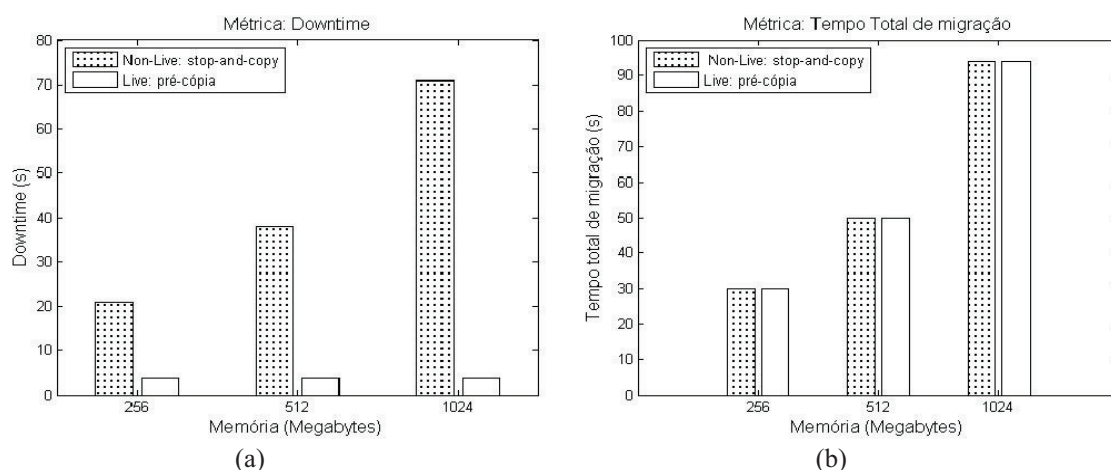 Métrica: Downtime
80
70
60
50
40
30
20
10
0
Downtime (s)
Non-Live: stop-and-copy
Live: pré-cópia
256
512
1024
Memória (Megabytes)
(a)
Métrica: Tempo Total de migração
100
90
80
70
60
50
40
30
20
10
0
Tempo total de migração (s)
Non-Live: stop-and-copy
Live: pré-cópia
256
512
1024
Memória (Megabytes)
(b)